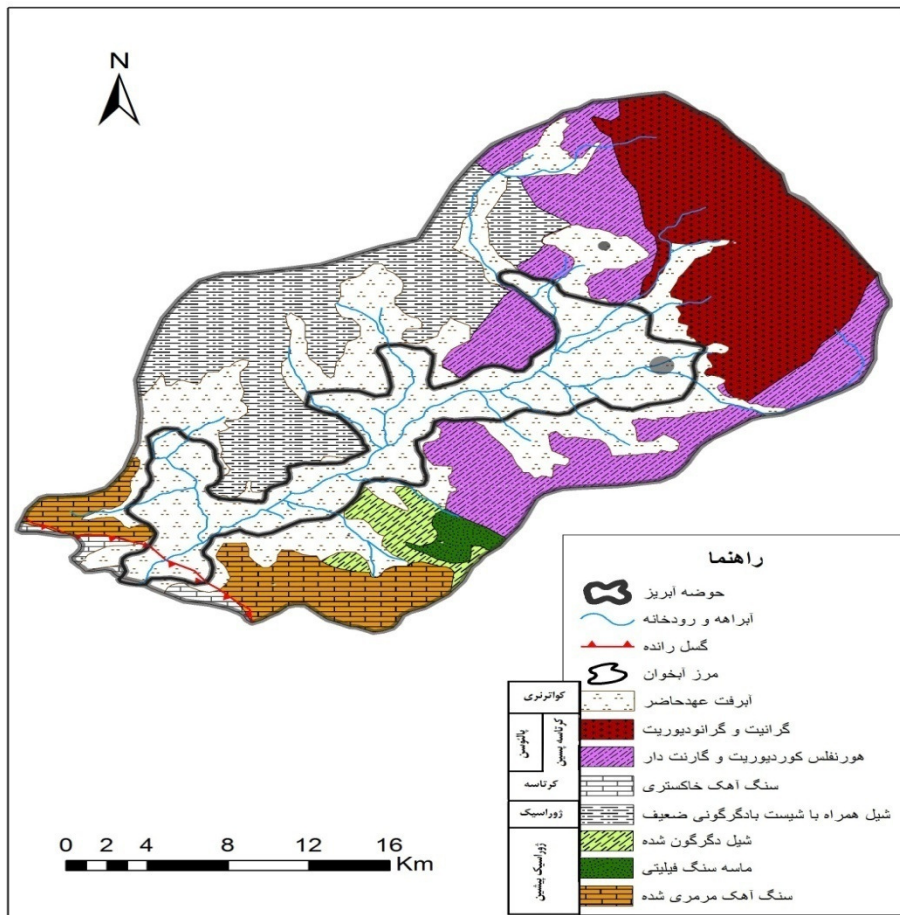 N
راهنما
حوضه آبریز
آبراهه و رودخانه
گسل رانده
مرز آبخوان
آبرفت عهدحاضر
گرانیت و گرانودیوریت
هورنفلس کوردیوریت و گارنت دار
سنگ آهک خاکستری
شیل همراه با شیست بادگرگونی ضعیف
شیل دگرگون شده
ماسه سنگ فیلیتی
سنگ آهک مرمری شده
کواترنری
کرتاسه پسین
پالئوسن
کرتاسه
ژوراسیک
ژوراسیک پیشین
0 2 4 8 12 16
Km